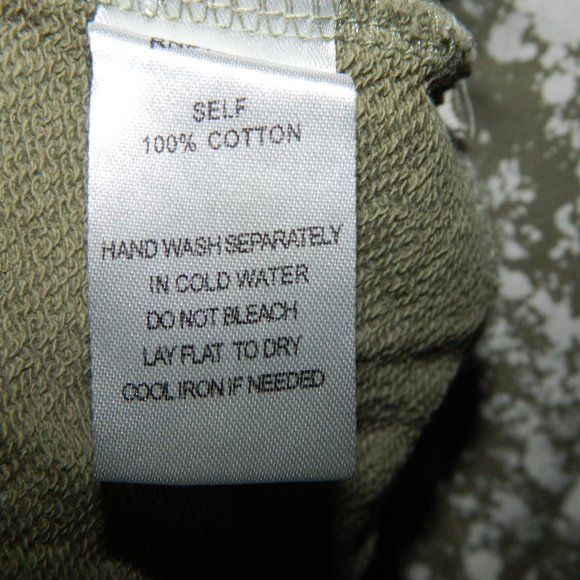 SELF
100% COTTON
HAND WASH SEPARATELY
IN COLD WATER
DO NOT BLEACH
LAY FLAT TO DRY
COOL IRON IF NEEDED